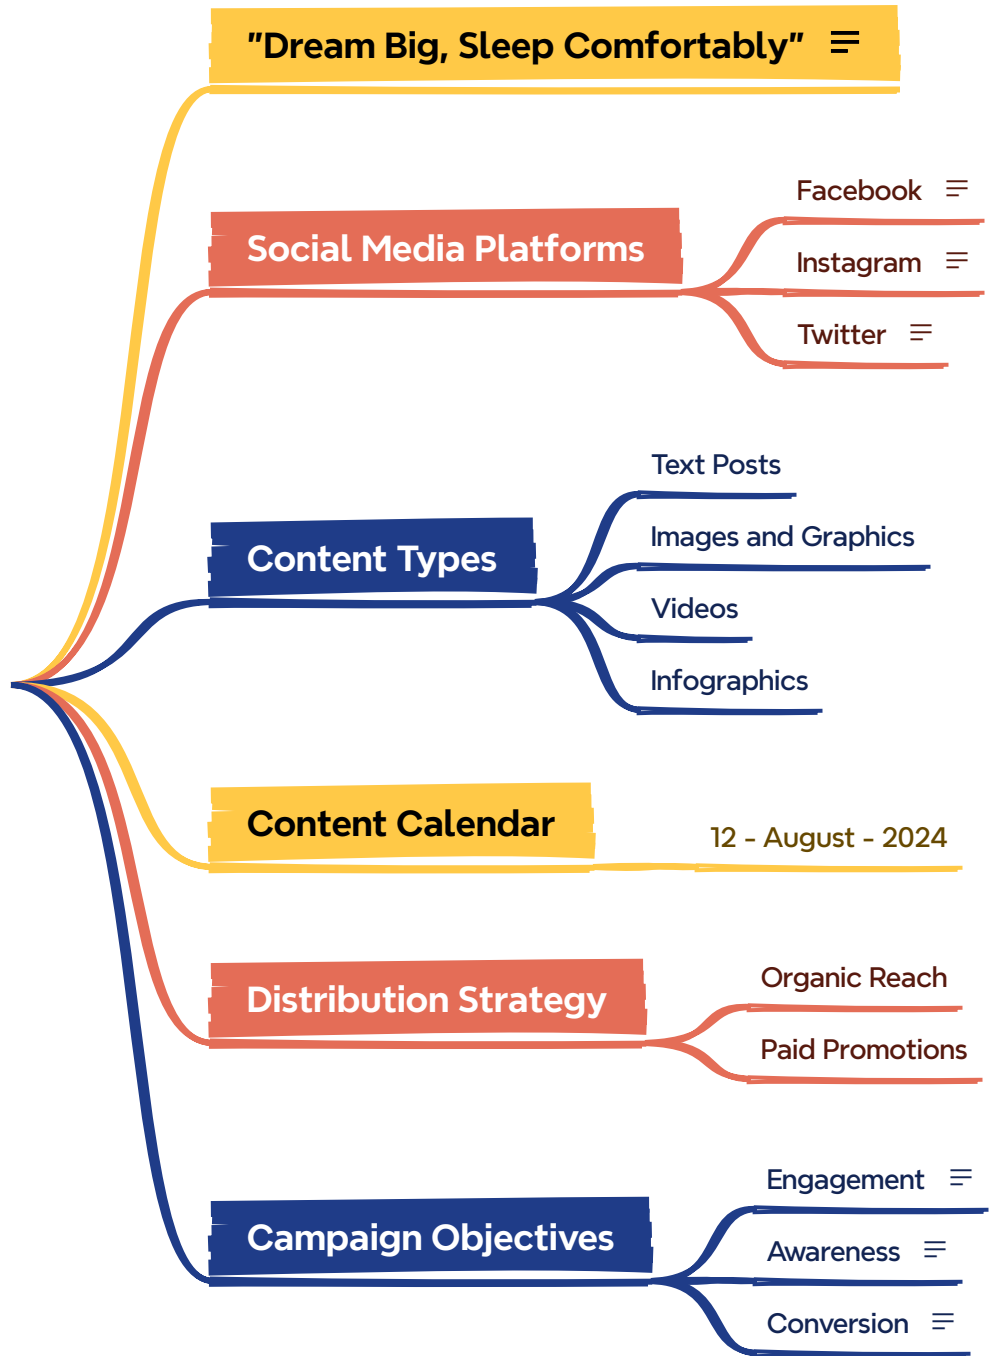 "Dream Big, Sleep Comfortably"
Social Media Platforms
Facebook
Instagram
Twitter
Content Types
Text Posts
Images and Graphics
Videos
Infographics
Content Calendar
12 - August - 2024
Distribution Strategy
Organic Reach
Paid Promotions
Campaign Objectives
Engagement
Awareness
Conversion